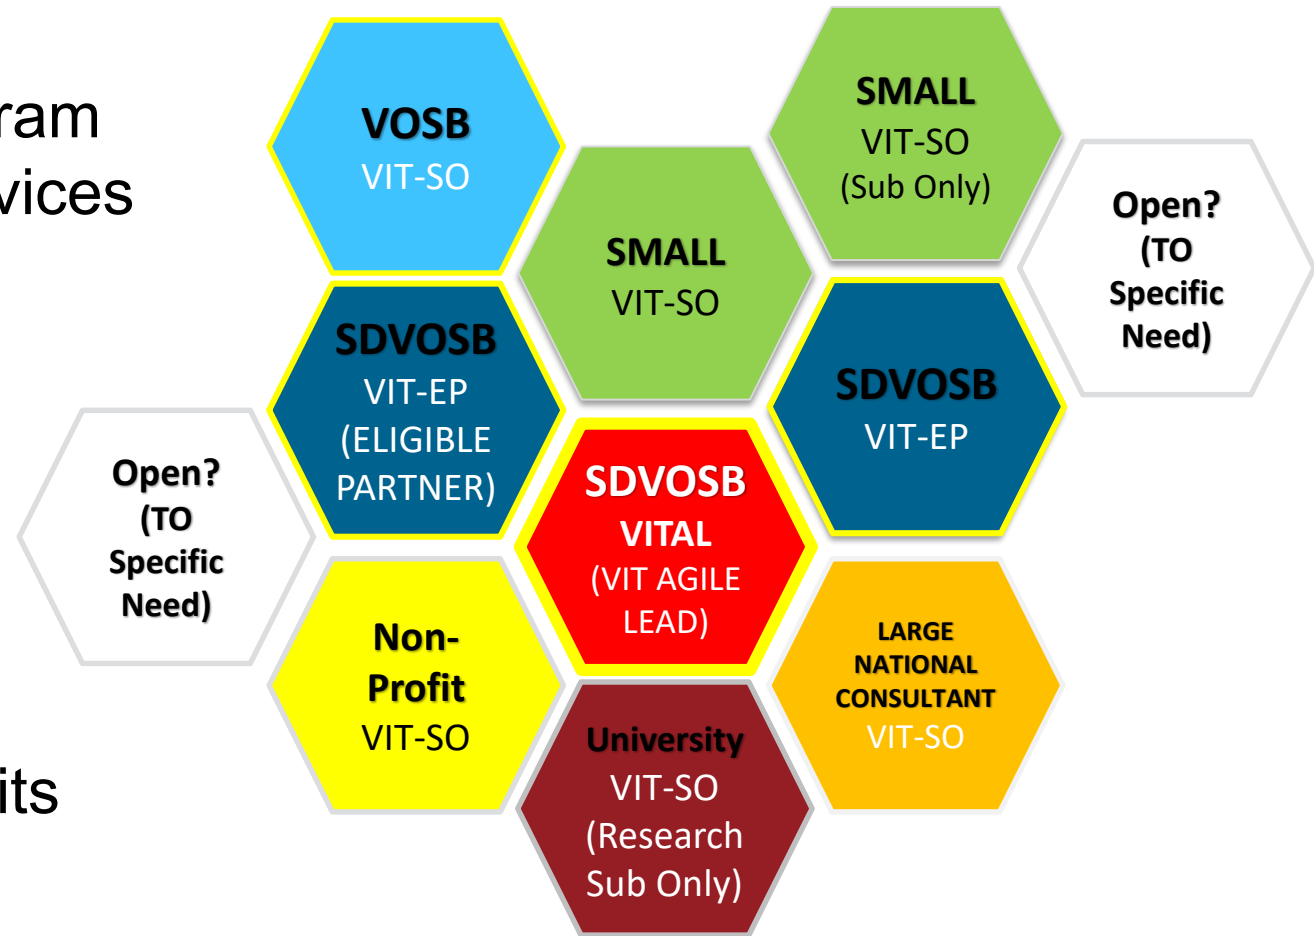 ram
vices
its
VOSB
VIT-SO
SMALL
VIT-SO
(Sub Only)
SMALL
VIT-SO
Open?
(TO
Specific
Need)
SDVOSB
VIT-EP
(ELIGIBLE
PARTNER)
SDVOSB
VIT-EP
Open?
(TO
Specific
Need)
SDVOSB
VITAL
(VIT AGILE
LEAD)
Non-
Profit
VIT-SO
LARGE
NATIONAL
CONSULTANT
VIT-SO
University
VIT-SO
(Research
Sub Only)